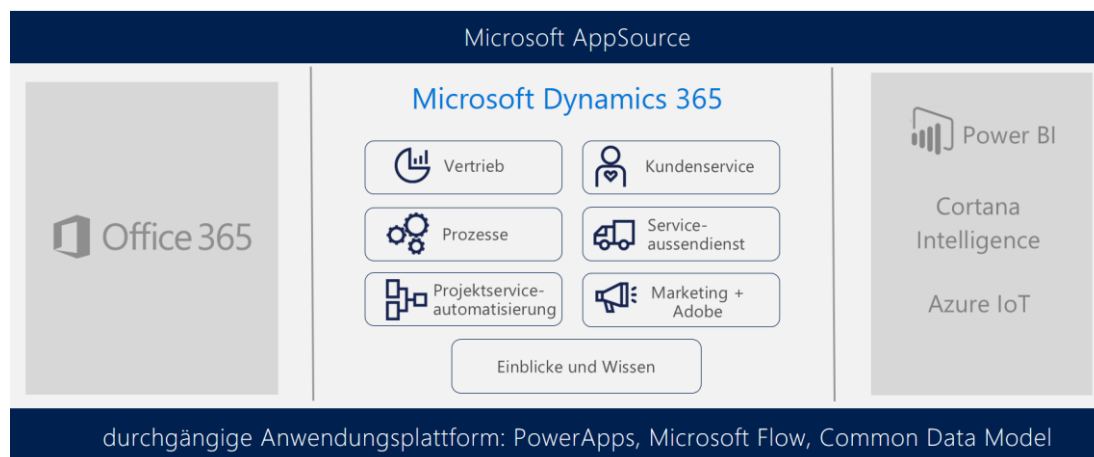 Microsoft AppSource
Office 365
Microsoft Dynamics 365
Vertrieb
Kundenservice
Prozesse
Service-
aussendienst
Projektservice-
automatisierung
Marketing +
Adobe
Einblicke und Wissen
Power BI
Cortana
Intelligence
Azure IoT
durchgängige Anwendungsplattform: PowerApps, Microsoft Flow, Common Data Model